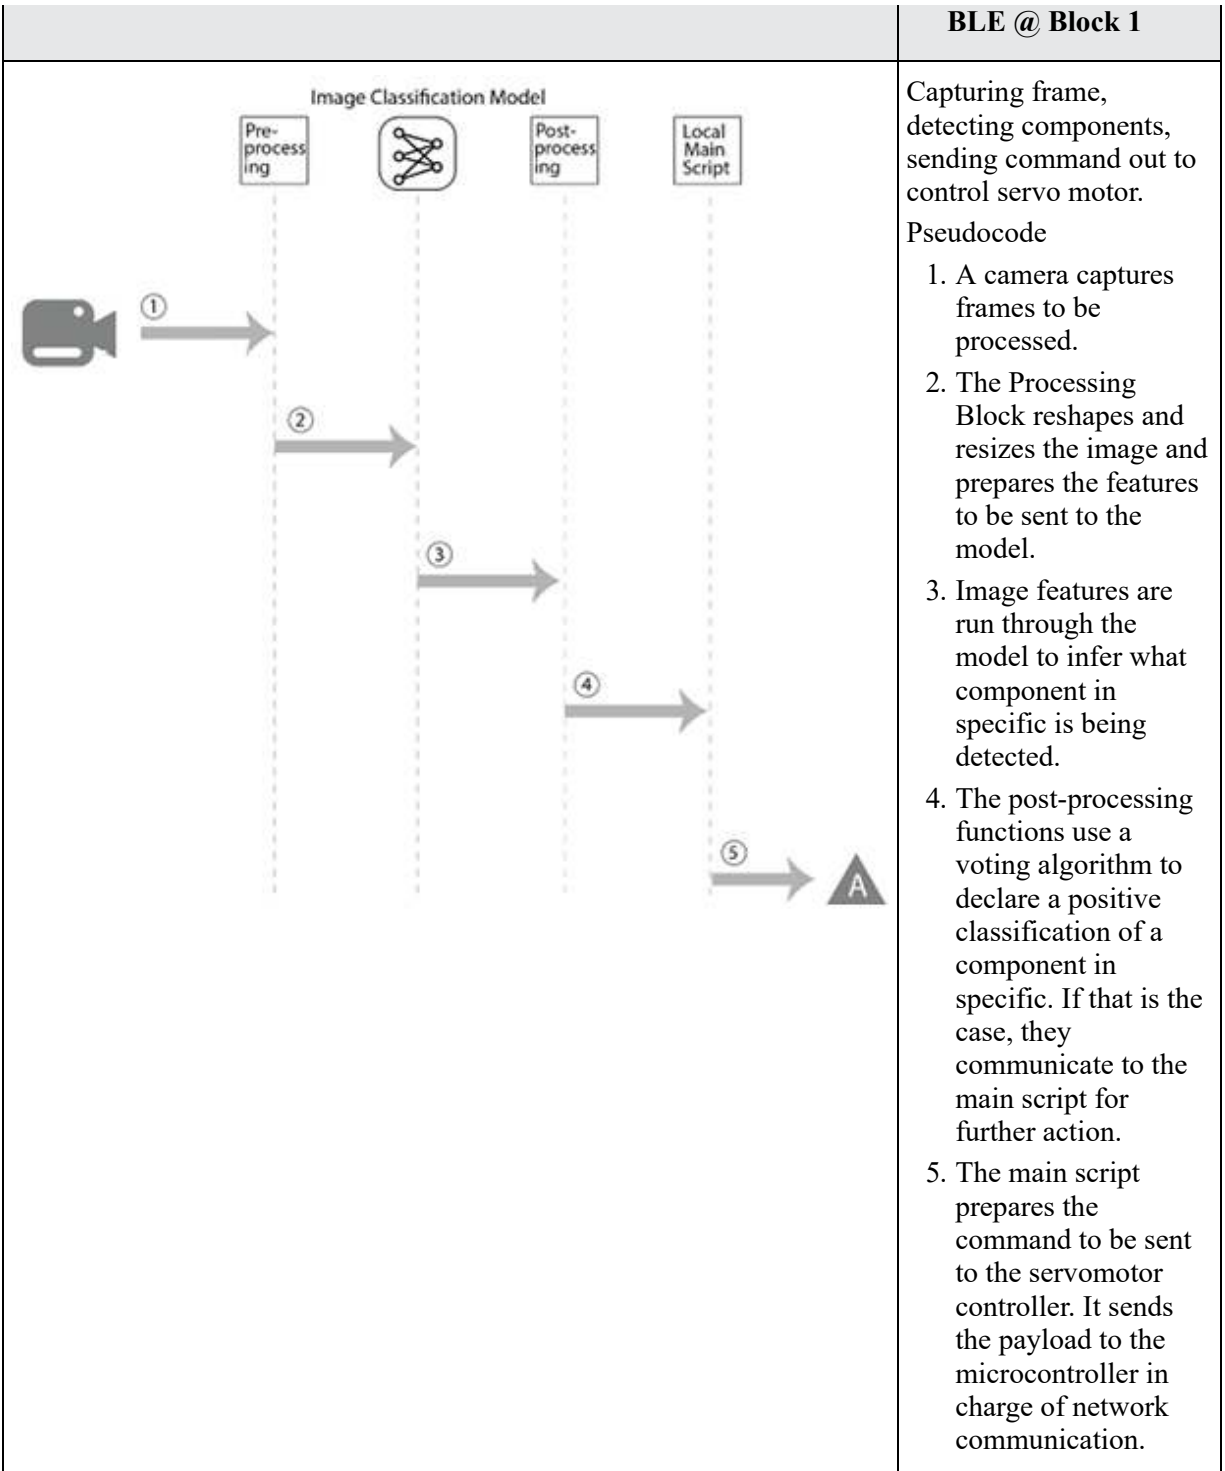 BLE @ Block 1
Image Classification Model
Pre-
process
ing
Post-
process
ing
Local
Main
Script
①
②
③
④
⑤
A
Capturing frame,
detecting components,
sending command out to
control servo motor.
Pseudocode
1. A camera captures
frames to be
processed.
2. The Processing
Block reshapes and
resizes the image and
prepares the features
to be sent to the
model.
3. Image features are
run through the
model to infer what
component in
specific is being
detected.
4. The post-processing
functions use a
voting algorithm to
declare a positive
classification of a
component in
specific. If that is the
case, they
communicate to the
main script for
further action.
5. The main script
prepares the
command to be sent
to the servomotor
controller. It sends
the payload to the
microcontroller in
charge of network
communication.